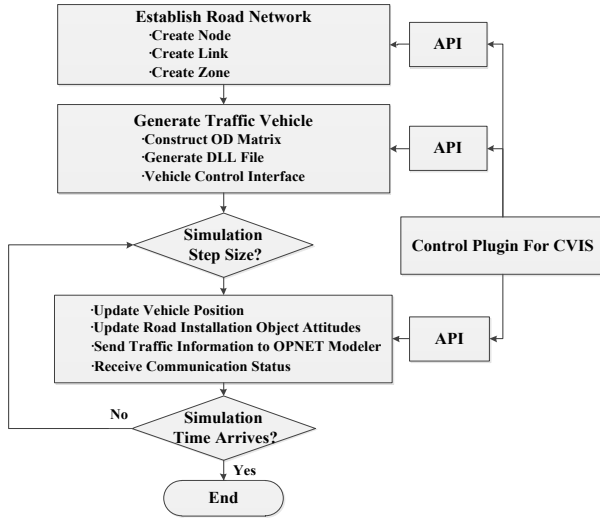 Establish Road Network
·Create Node
·Create Link
·Create Zone
API
Generate Traffic Vehicle
·Construct OD Matrix
·Generate DLL File
·Vehicle Control Interface
API
Simulation
Step Size?
Control Plugin For CVIS
·Update Vehicle Position
·Update Road Installation Object Attitudes
·Send Traffic Information to OPNET Modeler
·Receive Communication Status
API
No
Simulation
Time Arrives?
Yes
End